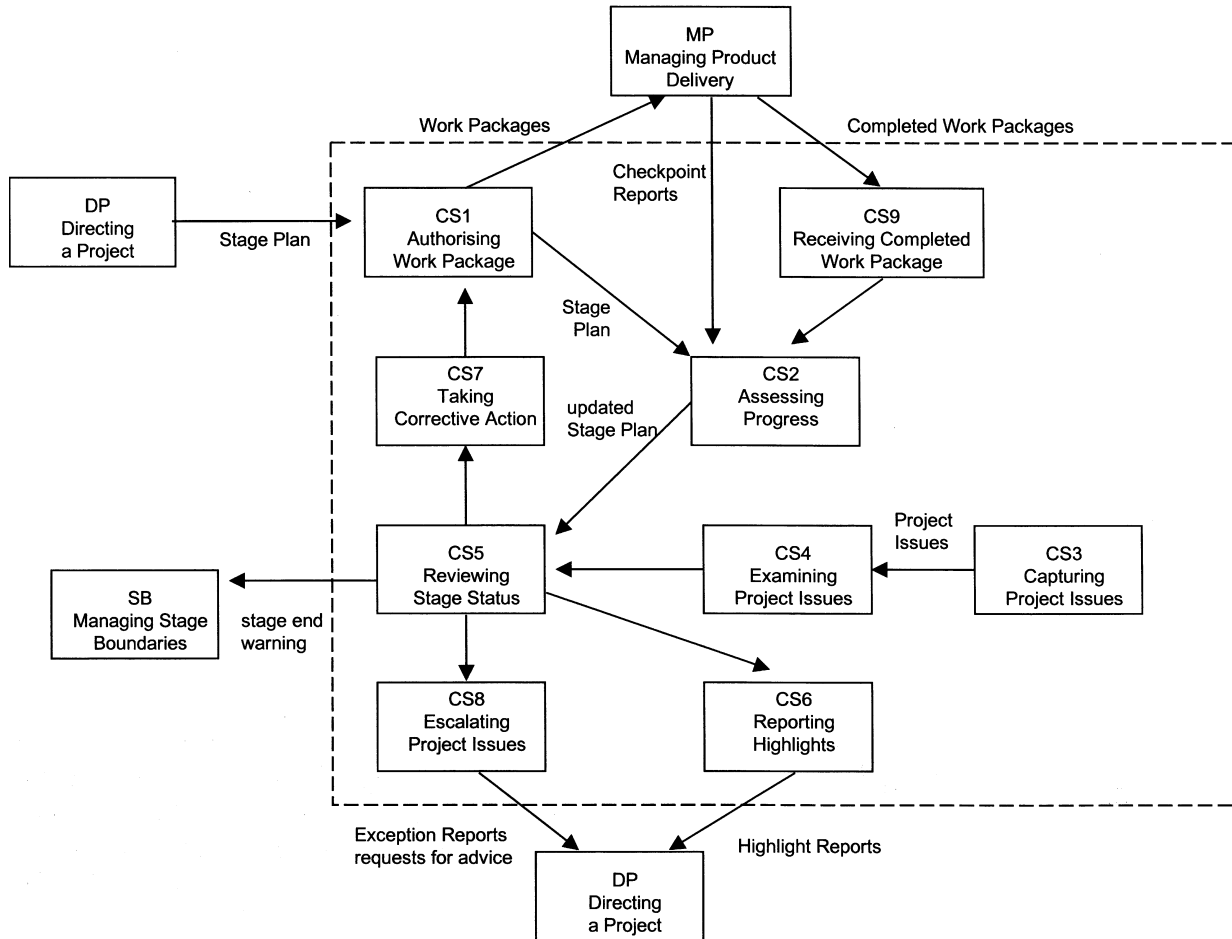 MP
Managing Product
Delivery
Work Packages
Completed Work Packages
Checkpoint
Reports
DP
Directing
a Project
Stage Plan
CS1
Authorising
Work Package
CS9
Receiving Completed
Work Package
Stage
Plan
CS7
Taking
Corrective Action
updated
Stage Plan
CS2
Assessing
Progress
CS5
Reviewing
Stage Status
CS4
Examining
Project Issues
Project
Issues
CS3
Capturing
Project Issues
SB
Managing Stage
Boundaries
stage end
warning
CS8
Escalating
Project Issues
CS6
Reporting
Highlights
Exception Reports
requests for advice
Highlight Reports
DP
Directing
a Project